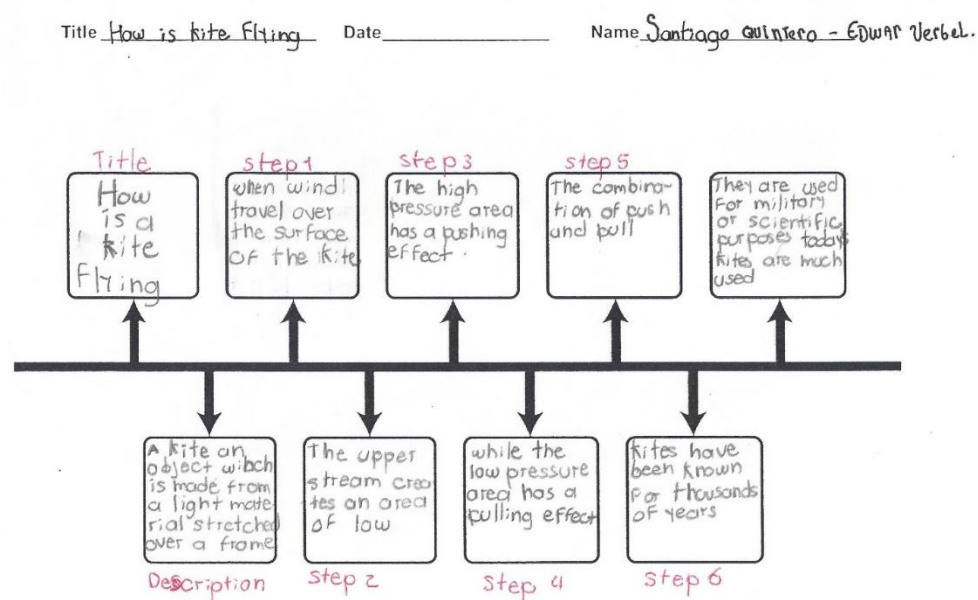 Title How is kite Flying Date Name Santiago Quintero - Edwar Verbel.
Title
How
is a
kite
Flying
step 1
when wind
travel over
the surface
of the kite
step 3
The high
pressure area
has a pushing
effect.
step 5
The combina-
tion of push
and pull
They are used
For military
or scientific
purposes todays
kites are much
used
A kite an
object wibch
is made from
a light mate
rial stretched
over a frame
Description
The upper
stream crea
tes an area
of low
Step 2
while the
low pressure
area has a
pulling effect
Step 4
kites have
been known
For thousands
of years
Step 6